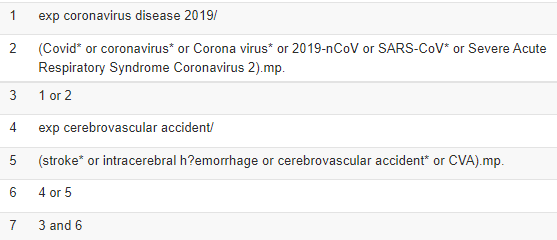 1 exp coronavirus disease 2019/
2 (Covid* or coronavirus* or Corona virus* or 2019-nCoV or SARS-CoV* or Severe Acute
Respiratory Syndrome Coronavirus 2).mp.
3 1 or 2
4 exp cerebrovascular accident/
5 (stroke* or intracerebral h?emorrhage or cerebrovascular accident* or CVA).mp.
6 4 or 5
7 3 and 6